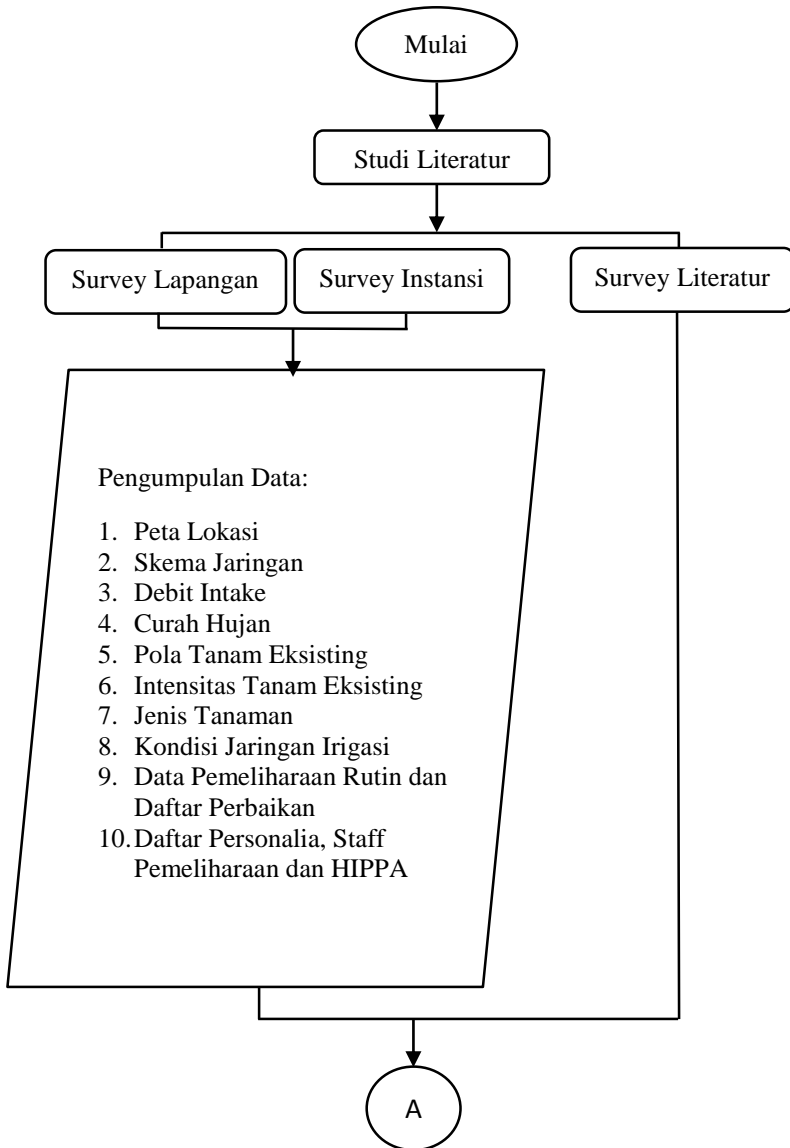 Mulai
Studi Literatur
Survey Lapangan
Survey Instansi
Survey Literatur
Pengumpulan Data:
1. Peta Lokasi
2. Skema Jaringan
3. Debit Intake
4. Curah Hujan
5. Pola Tanam Eksisting
6. Intensitas Tanam Eksisting
7. Jenis Tanaman
8. Kondisi Jaringan Irigasi
9. Data Pemeliharaan Rutin dan
Daftar Perbaikan
10. Daftar Personalia, Staff
Pemeliharaan dan HIPPA
A